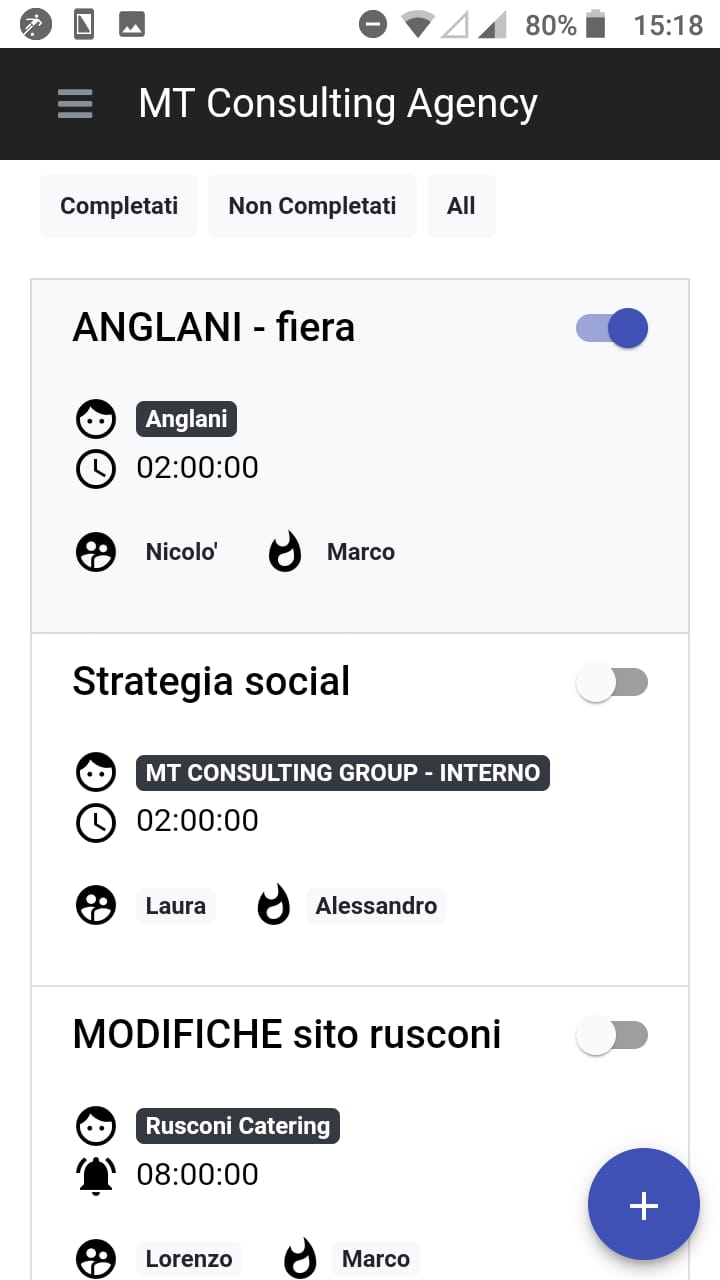 80% 15:18
MT Consulting Agency
Completati Non Completati All
ANGLANI - fiera
Anglani
02:00:00
Nicolo' Marco
Strategia social
MT CONSULTING GROUP - INTERNO
02:00:00
Laura Alessandro
MODIFICHE sito rusconi
Rusconi Catering
08:00:00
Lorenzo Marco